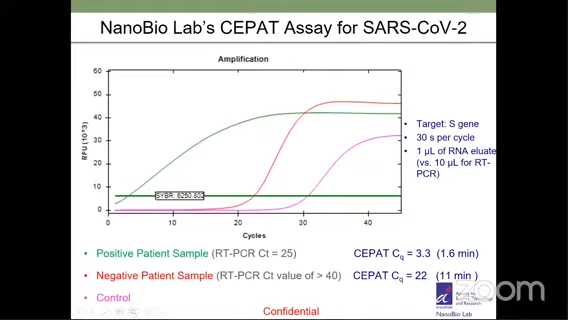 NanoBio Lab's CEPAT Assay for SARS-CoV-2
Amplification
60
50
40
30
20
10
0
RFU (10^3)
SYBR: 6250.802
0
10
20
30
40
Cycles
• Target: S gene
• 30 s per cycle
• 1 µL of RNA eluate
(vs. 10 µL for RT-
PCR)
• Positive Patient Sample (RT-PCR Ct = 25) CEPAT Cq = 3.3 (1.6 min)
• Negative Patient Sample (RT-PCR Ct value of > 40) CEPAT Cq = 22 (11 min )
• Control
Confidential
zoom
NanoBio Lab